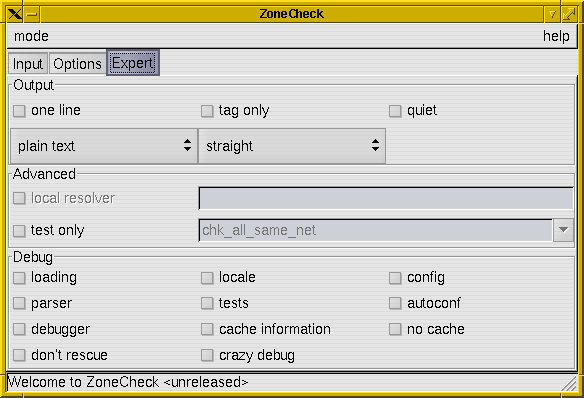 ZoneCheck
mode help
Input Options Expert
Output
one line tag only quiet
plain text straight
Advanced
local resolver
test only chk_all_same_net
Debug
loading locale config
parser tests autoconf
debugger cache information no cache
don't rescue crazy debug
Welcome to ZoneCheck <unreleased>